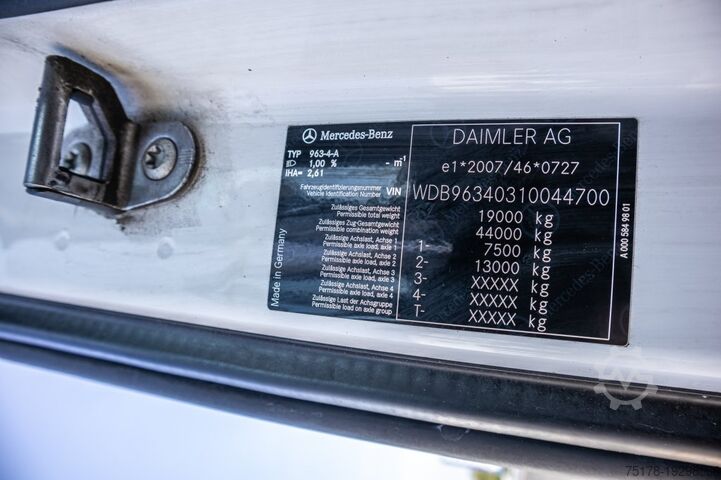 Mercedes-Benz
DAIMLER AG
TYP 963-4-A
1,00 % - m⁻¹
e1*2007/46*0727
IHA= 2,61
Fahrzeugidentifizierungsnummer
Vehicle Identification Number VIN
WDB96340310044700
Zulässiges Gesamtgewicht
Permissible total weight
19000 kg
Zulässiges Zug-Gesamtgewicht
Permissible combination weight
44000 kg
Zulässige Achslast, Achse 1
Permissible axle load, axle 1
1- 7500 kg
Zulässige Achslast, Achse 2
Permissible axle load, axle 2
2- 13000 kg
Zulässige Achslast, Achse 3
Permissible axle load, axle 3
3- XXXXX kg
Zulässige Achslast, Achse 4
Permissible axle load, axle 4
4- XXXXX kg
Zulässige Last der Achsgruppe
Permissible load on axle group
T- XXXXX kg
Made in Germany
A 000 584 98 01